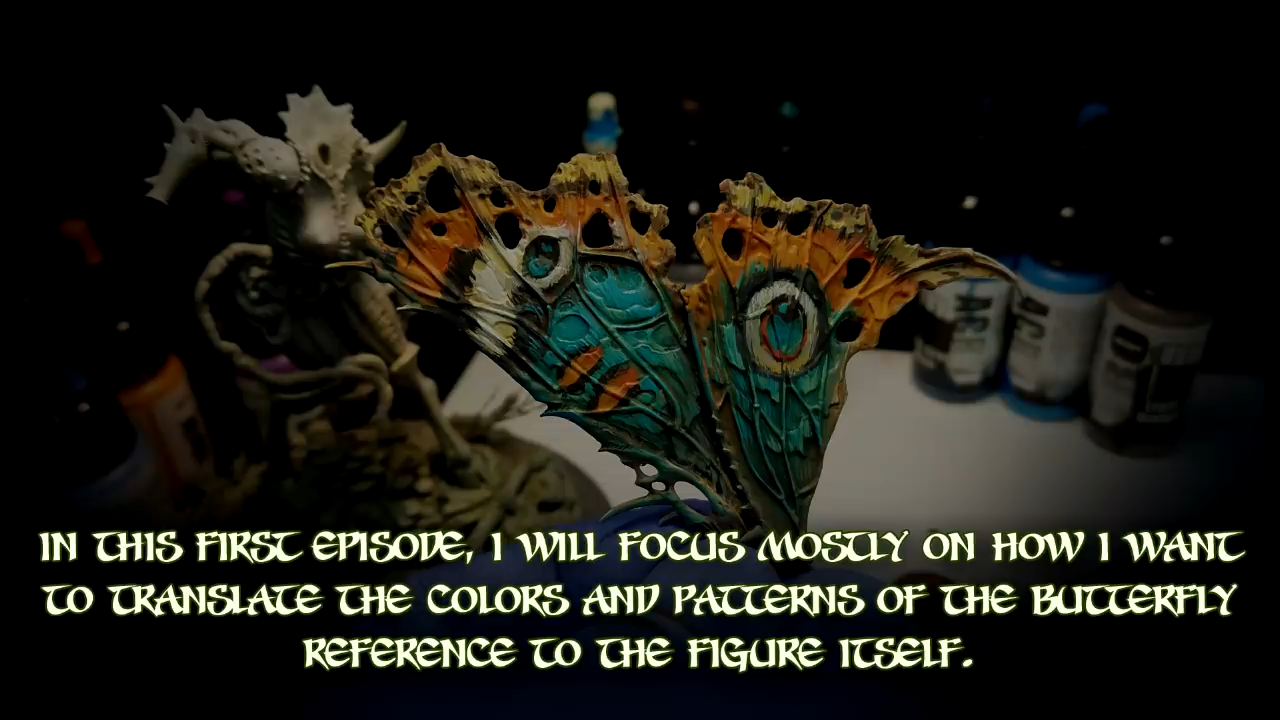 IN THIS FIRST EPISODE, I WILL FOCUS MOSTLY ON HOW I WANT
TO TRANSLATE THE COLORS AND PATTERNS OF THE BUTTERFLY
REFERENCE TO THE FIGURE ITSELF.